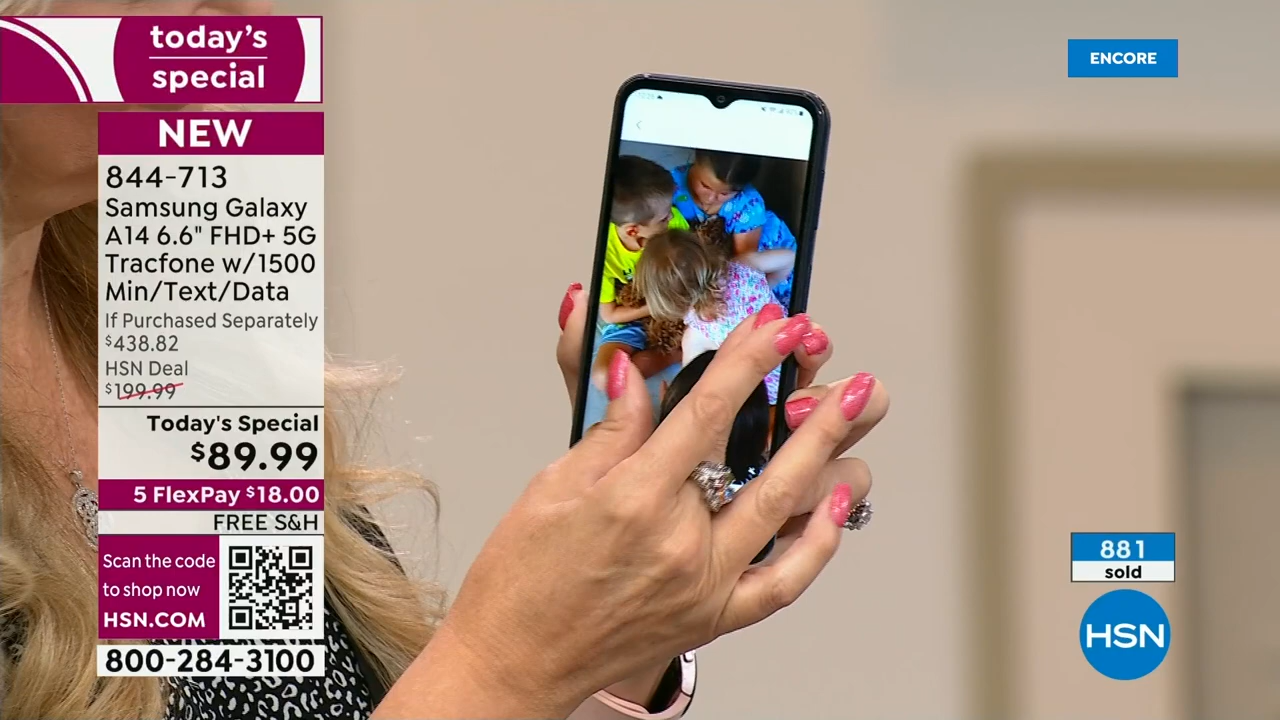 today's
special
NEW
844-713
Samsung Galaxy
A14 6.6" FHD+ 5G
Tracfone w/1500
Min/Text/Data
If Purchased Separately
$438.82
HSN Deal
$199.99
Today's Special
$89.99
5 FlexPay $18.00
FREE S&H
Scan the code
to shop now
HSN.COM
800-284-3100
ENCORE
881
sold
HSN